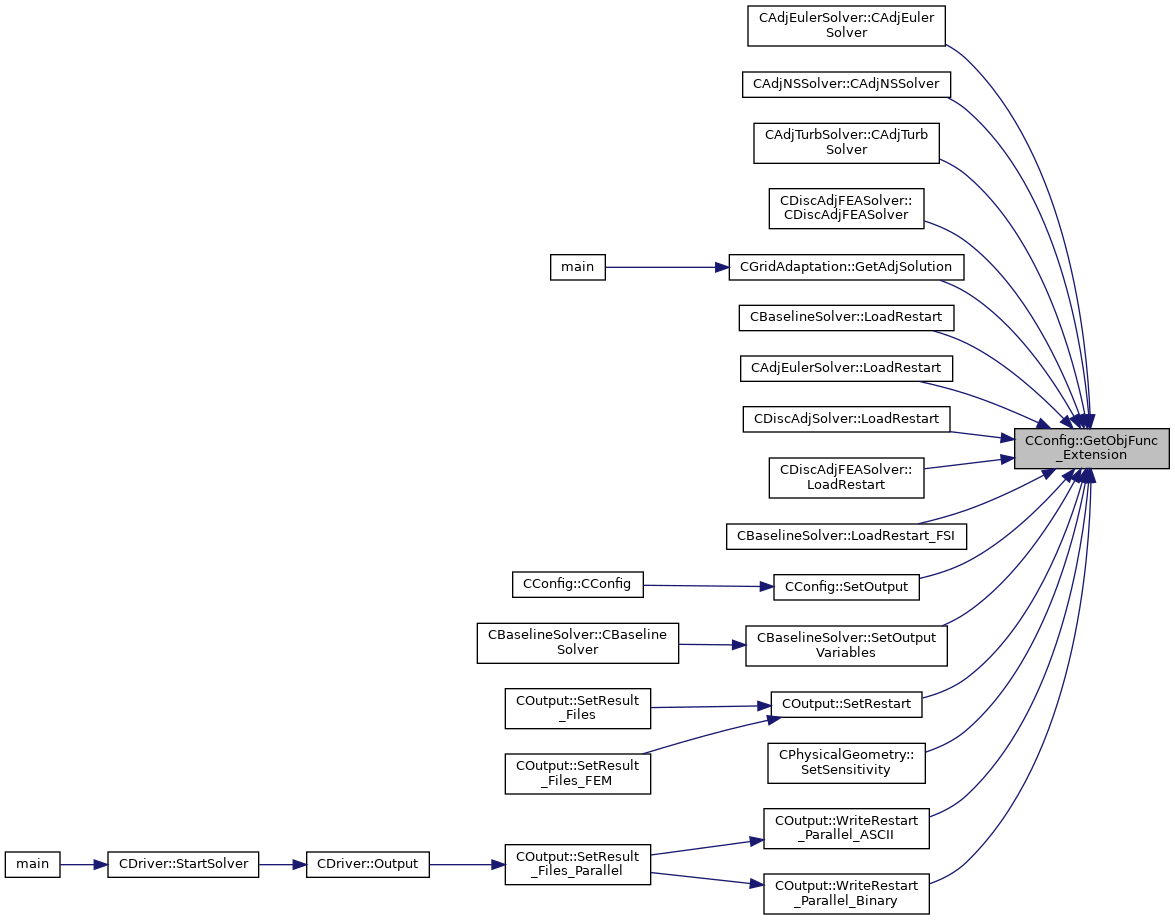 CAdjEulerSolver::CAdjEuler
Solver
CAdjNSSolver::CAdjNSSolver
CAdjTurbSolver::CAdjTurb
Solver
CDiscAdjFEASolver::
CDiscAdjFEASolver
main
CGridAdaptation::GetAdjSolution
CBaselineSolver::LoadRestart
CAdjEulerSolver::LoadRestart
CDiscAdjSolver::LoadRestart
CConfig::GetObjFunc
_Extension
CDiscAdjFEASolver::
LoadRestart
CBaselineSolver::LoadRestart_FSI
CConfig::CConfig
CConfig::SetOutput
CBaselineSolver::CBaseline
Solver
CBaselineSolver::SetOutput
Variables
COutput::SetResult
_Files
COutput::SetRestart
COutput::SetResult
_Files_FEM
CPhysicalGeometry::
SetSensitivity
COutput::WriteRestart
_Parallel_ASCII
main
CDriver::StartSolver
CDriver::Output
COutput::SetResult
_Files_Parallel
COutput::WriteRestart
_Parallel_Binary